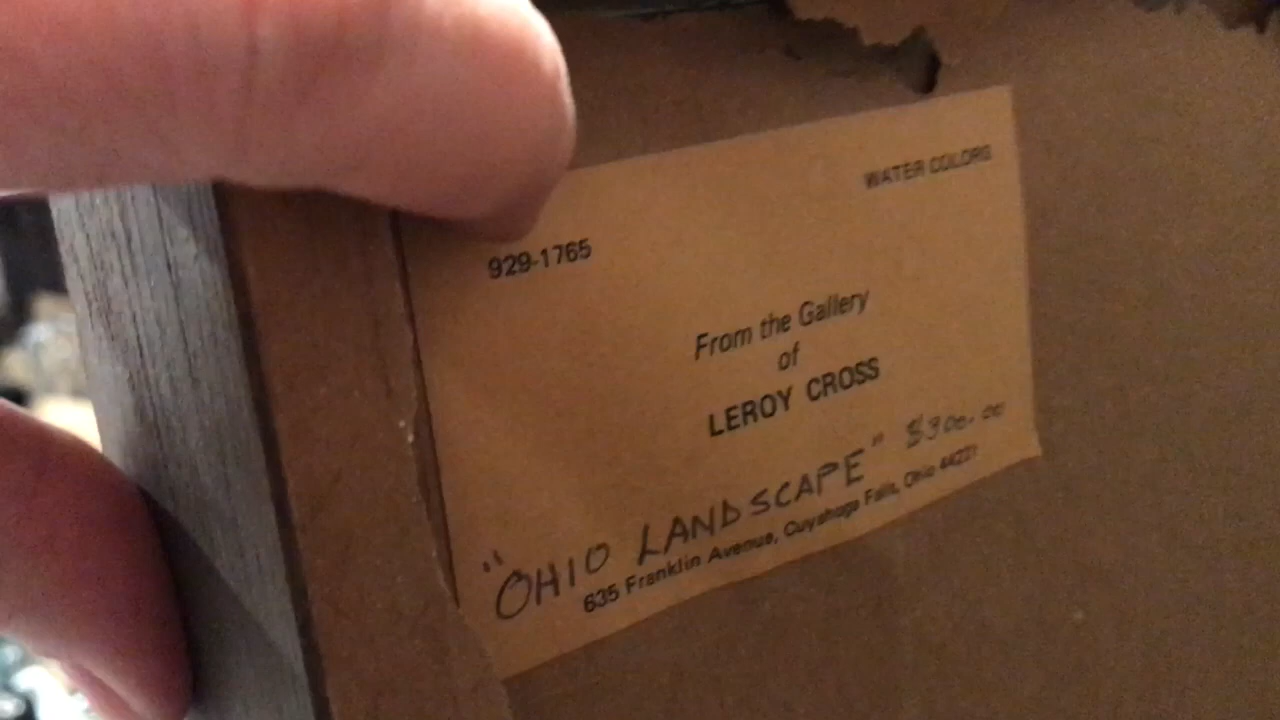 WATER COLORS
929-1765
From the Gallery
of
LEROY CROSS
"OHIO LANDSCAPE" $300.00
635 Franklin Avenue, Cuyahoga Falls, Ohio 44221